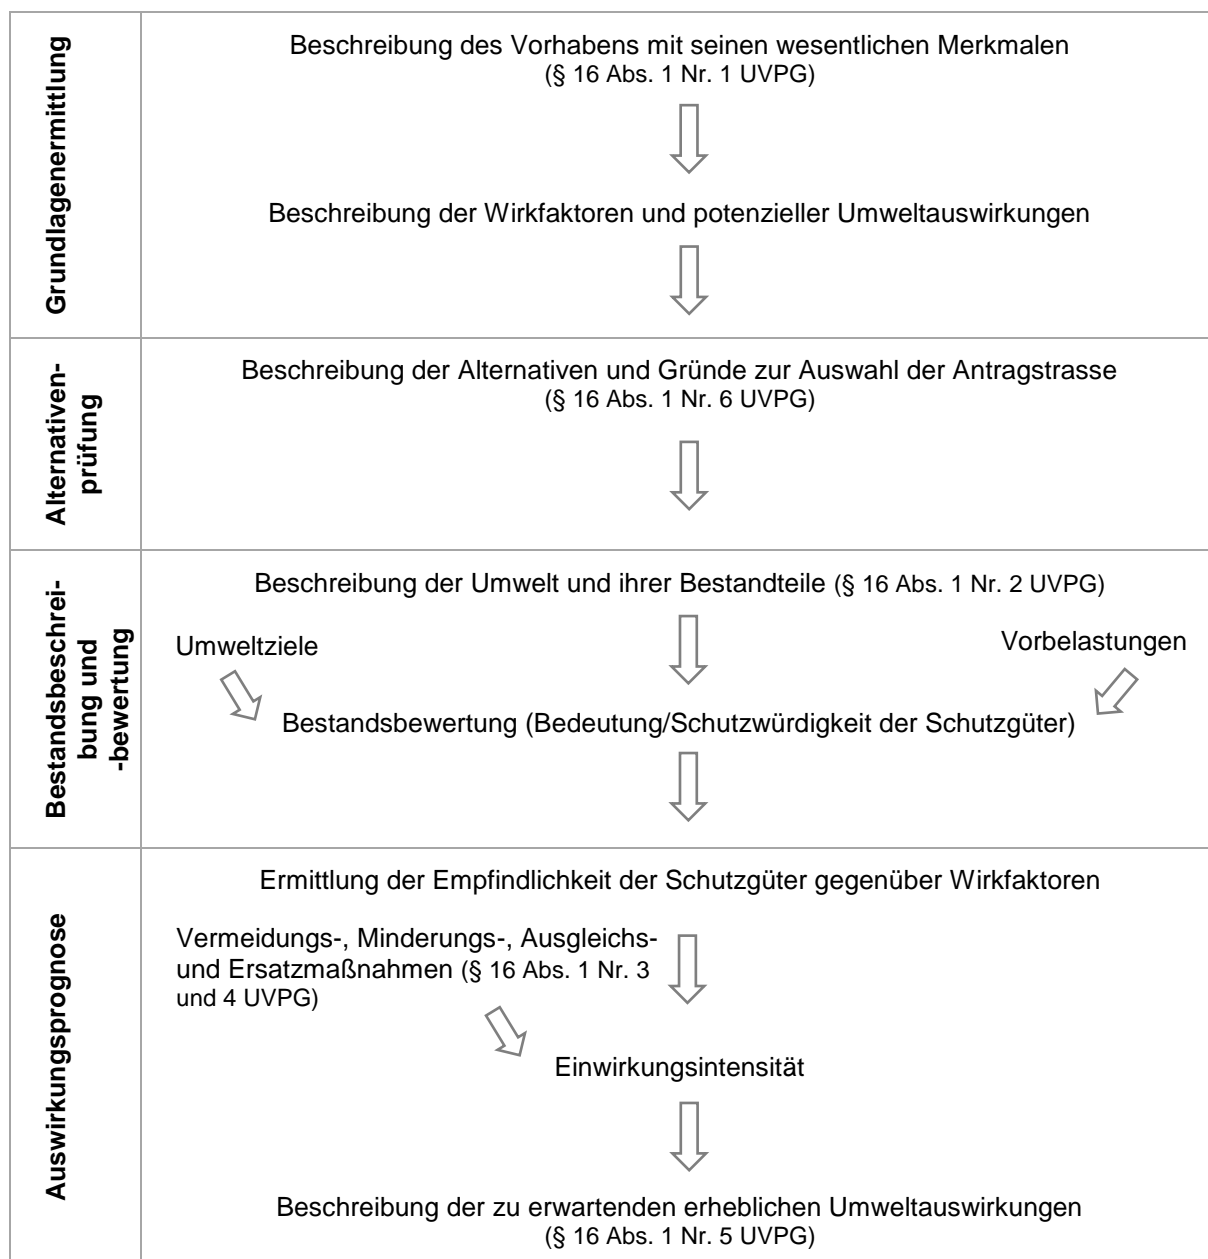 Grundlagenermittlung
Beschreibung des Vorhabens mit seinen wesentlichen Merkmalen
(§ 16 Abs. 1 Nr. 1 UVPG)
Beschreibung der Wirkfaktoren und potenzieller Umweltauswirkungen
Alternativen-
prüfung
Beschreibung der Alternativen und Gründe zur Auswahl der Antragstrasse
(§ 16 Abs. 1 Nr. 6 UVPG)
Bestandsbeschrei-
bung und
-bewertung
Beschreibung der Umwelt und ihrer Bestandteile (§ 16 Abs. 1 Nr. 2 UVPG)
Umweltziele
Vorbelastungen
Bestandsbewertung (Bedeutung/Schutzwürdigkeit der Schutzgüter)
Auswirkungsprognose
Ermittlung der Empfindlichkeit der Schutzgüter gegenüber Wirkfaktoren
Vermeidungs-, Minderungs-, Ausgleichs-
und Ersatzmaßnahmen (§ 16 Abs. 1 Nr. 3
und 4 UVPG)
Einwirkungsintensität
Beschreibung der zu erwartenden erheblichen Umweltauswirkungen
(§ 16 Abs. 1 Nr. 5 UVPG)